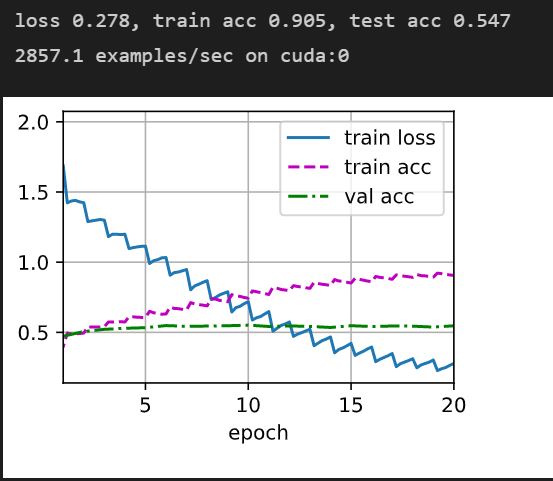 loss 0.278, train acc 0.905, test acc 0.547
2857.1 examples/sec on cuda:0
2.0
train loss
train acc
1.5
val acc
1.0
0.5
5 10 15 20
epoch